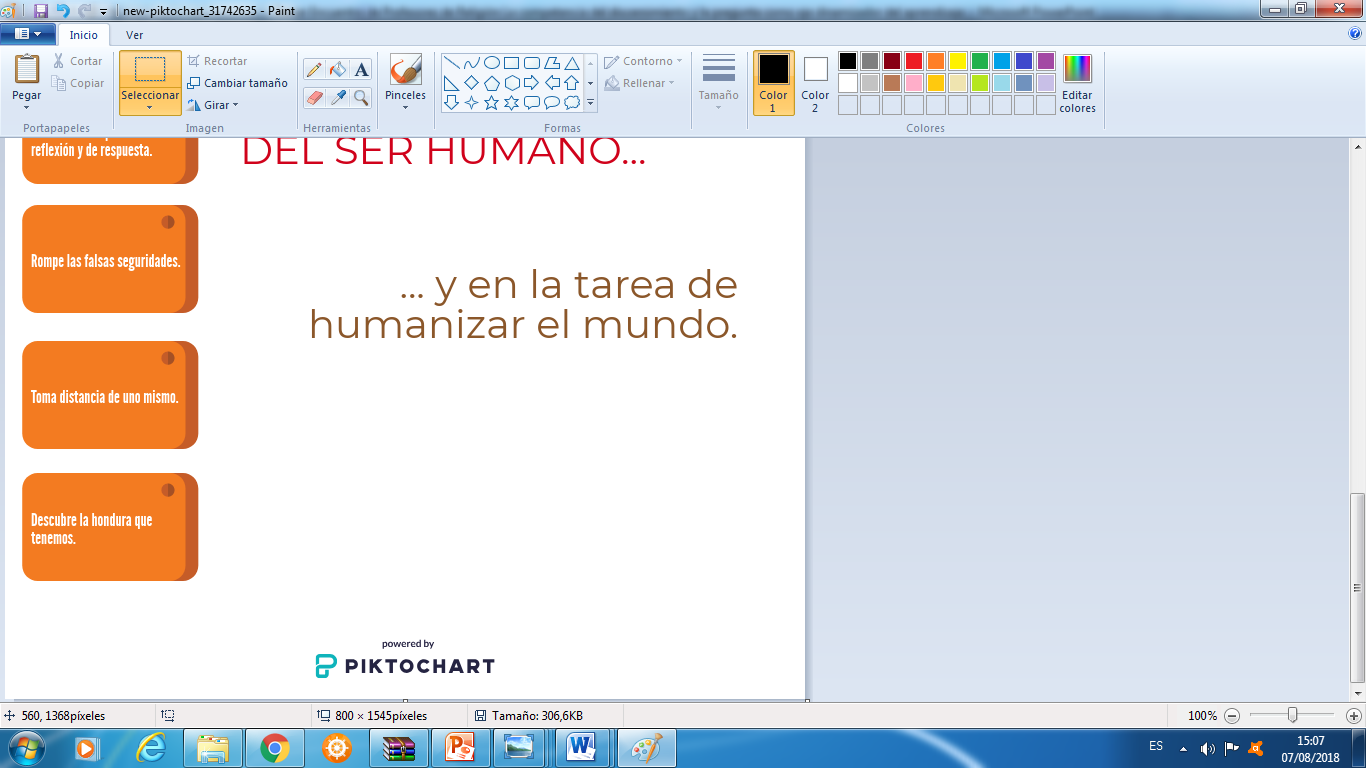 new-piktochart_31742635 - Paint
Inicio
Ver
Pegar
Cortar
Copiar
Portapapeles
Seleccionar
Recortar
Cambiar tamaño
Girar
Imagen
Herramientas
Pinceles
Contorno
Rellenar
Formas
Tamaño
Color
1
Color
2
Editar
colores
Colores
reflexión y de respuesta.
DEL SER HUMANO...
Rompe las falsas seguridades.
... y en la tarea de
humanizar el mundo.
Toma distancia de uno mismo.
Descubre la hondura que
tenemos.
powered by
PIKTOCHART
560, 1368píxeles
800 × 1545píxeles
Tamaño: 306,6KB
100%
ES
15:07
07/08/2018